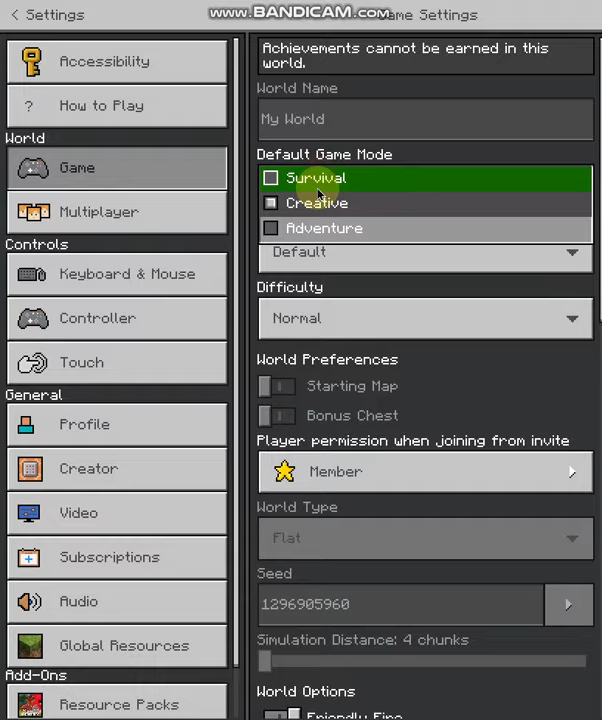 Settings
www.BANDICAM.com
Game Settings
Accessibility
How to Play
World
Game
Multiplayer
Controls
Keyboard & Mouse
Controller
Touch
General
Profile
Creator
Video
Subscriptions
Audio
Global Resources
Add-Ons
Resource Packs
Achievements cannot be earned in this
world.
World Name
My World
Default Game Mode
Survival
Creative
Adventure
Default
Difficulty
Normal
World Preferences
Starting Map
Bonus Chest
Player permission when joining from invite
Member
World Type
Flat
Seed
1296905960
Simulation Distance: 4 chunks
World Options
Friendly Fire